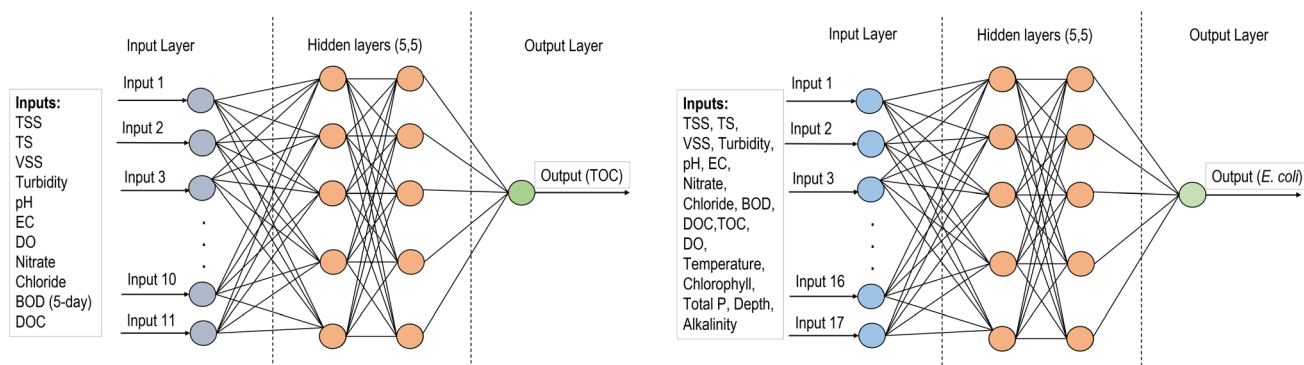 Input Layer
Hidden layers (5,5)
Output Layer
Inputs:
TSS
TS
VSS
Turbidity
pH
EC
DO
Nitrate
Chloride
BOD (5-day)
DOC
Input 1
Input 2
Input 3
Input 10
Input 11
Output (TOC)
Input Layer
Hidden layers (5,5)
Output Layer
Inputs:
TSS, TS,
VSS, Turbidity,
pH, EC,
Nitrate,
Chloride, BOD,
DOC,TOC,
DO,
Temperature,
Chlorophyll,
Total P, Depth,
Alkalinity
Input 1
Input 2
Input 3
Input 16
Input 17
Output (E. coli)